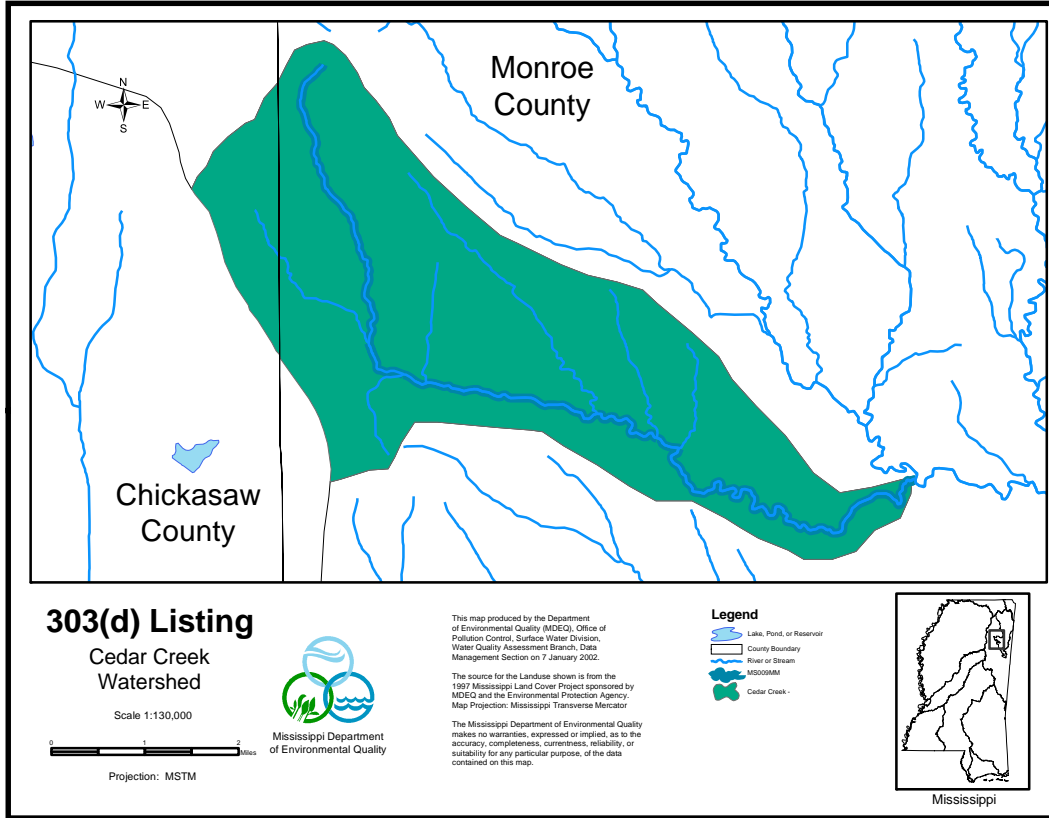 Monroe
County
N
W E
S
Chickasaw
County
303(d) Listing
Cedar Creek
Watershed
Scale 1:130,000
0 1 2
Miles
Projection: MSTM
Mississippi Department
of Environmental Quality
This map produced by the Department
of Environmental Quality (MDEQ), Office of
Pollution Control, Surface Water Division,
Water Quality Assessment Branch, Data
Management Section on 7 January 2002.
The source for the Landuse shown is from the
1997 Mississippi Land Cover Project sponsored by
MDEQ and the Environmental Protection Agency.
Map Projection: Mississippi Transverse Mercator
The Mississippi Department of Environmental Quality
makes no warranties, expressed or implied, as to the
accuracy, completeness, currentness, reliability, or
suitability for any particular purpose, of the data
contained on this map.
Legend
Lake, Pond, or Reservoir
County Boundary
River or Stream
MS009MM
Cedar Creek -
Mississippi